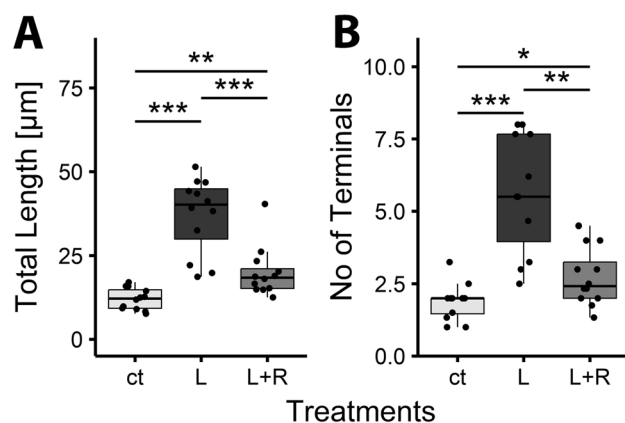 A
B
Total Length [µm]
75
50
25
0
**
***
***
ct
L
L+R
No of Terminals
10.0
7.5
5.0
2.5
0.0
*
**
***
ct
L
L+R
Treatments